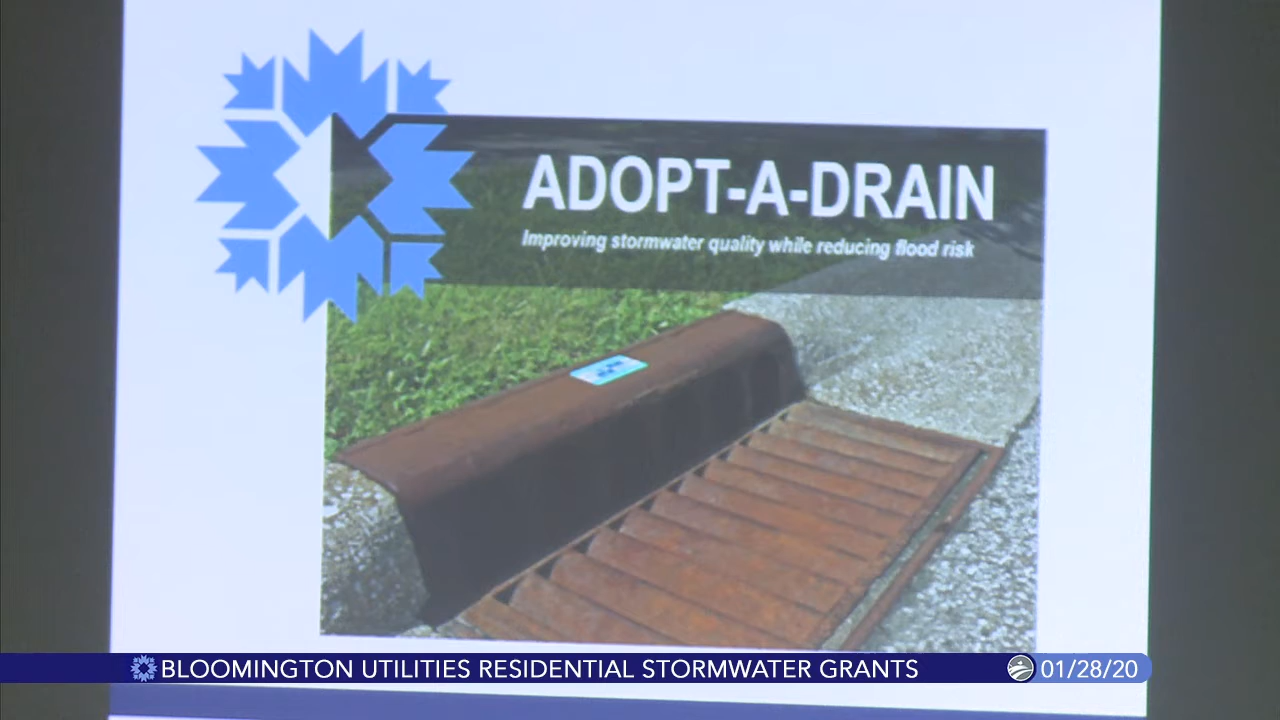 ADOPT-A-DRAIN
Improving stormwater quality while reducing flood risk
BLOOMINGTON UTILITIES RESIDENTIAL STORMWATER GRANTS
01/28/20